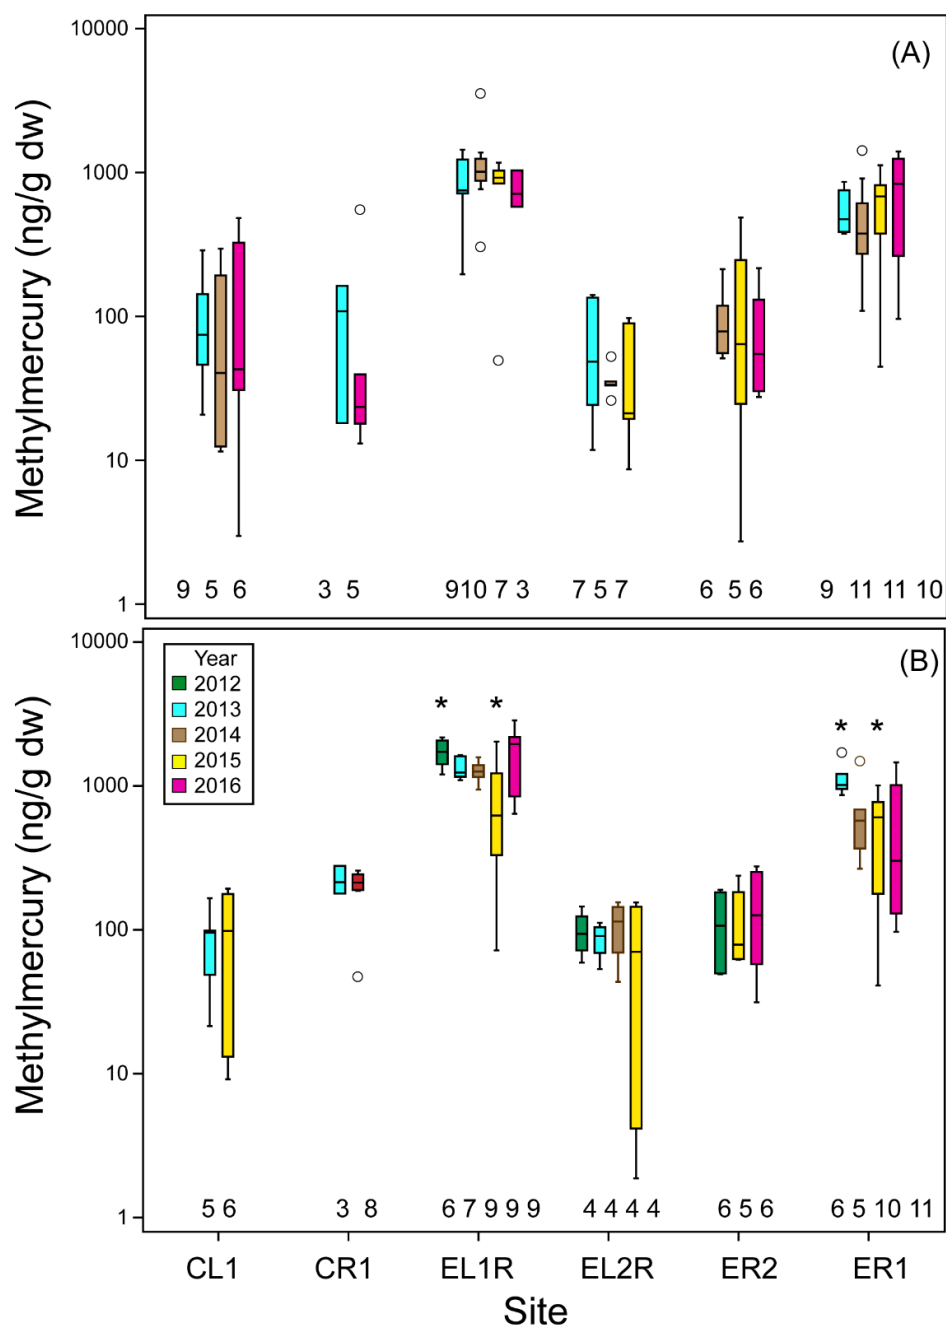 (A)
Methylmercury (ng/g dw)
10000
1000
100
10
1
9 5 6 3 5 9 10 7 3 7 5 7 6 5 6 9 11 11 10
(B)
Methylmercury (ng/g dw)
10000
1000
100
10
1
Year
2012
2013
2014
2015
2016
* * * *
5 6 3 8 6 7 9 9 9 4 4 4 4 6 5 6 6 5 10 11
CL1 CR1 EL1R EL2R ER2 ER1
Site